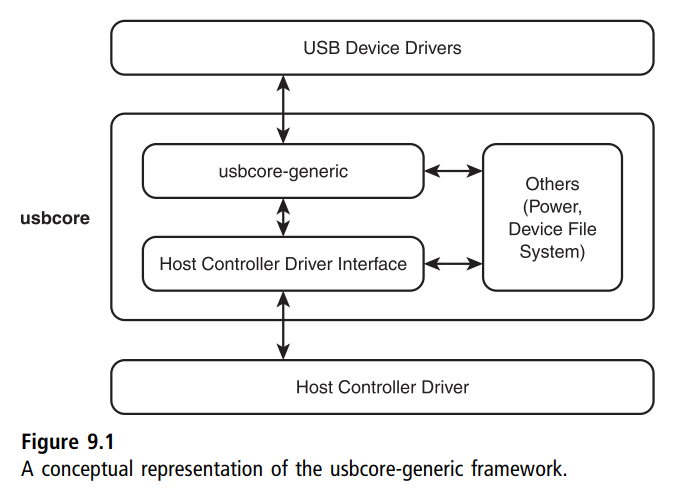 USB Device Drivers
usbcore
usbcore-generic
Others
(Power,
Device File
System)
Host Controller Driver Interface
Host Controller Driver
Figure 9.1
A conceptual representation of the usbcore-generic framework.